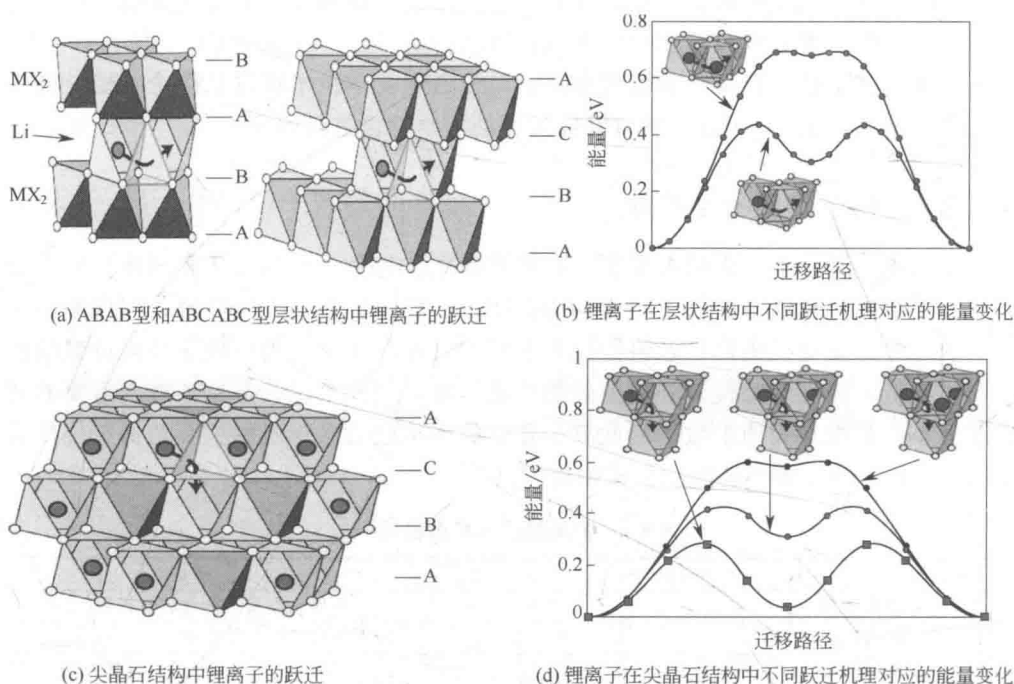 MX₂
Li
MX₂
B
A
B
A
A
C
B
A
(a) ABAB型和ABCABC型层状结构中锂离子的跃迁
能量/eV
0.8
0.6
0.4
0.2
0
迁移路径
(b) 锂离子在层状结构中不同跃迁机理对应的能量变化
A
C
B
A
(c) 尖晶石结构中锂离子的跃迁
能量/eV
1
0.8
0.6
0.4
0.2
0
迁移路径
(d) 锂离子在尖晶石结构中不同跃迁机理对应的能量变化